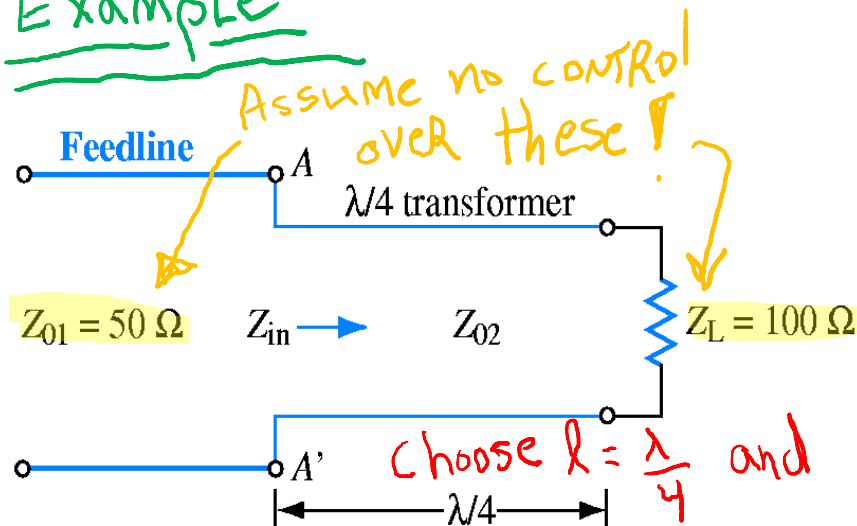 Example
Assume no control
over these!
Feedline
A
λ/4 transformer
Z01 = 50 Ω
Zin
Z02
ZL = 100 Ω
A'
Choose l = λ/4 and
λ/4